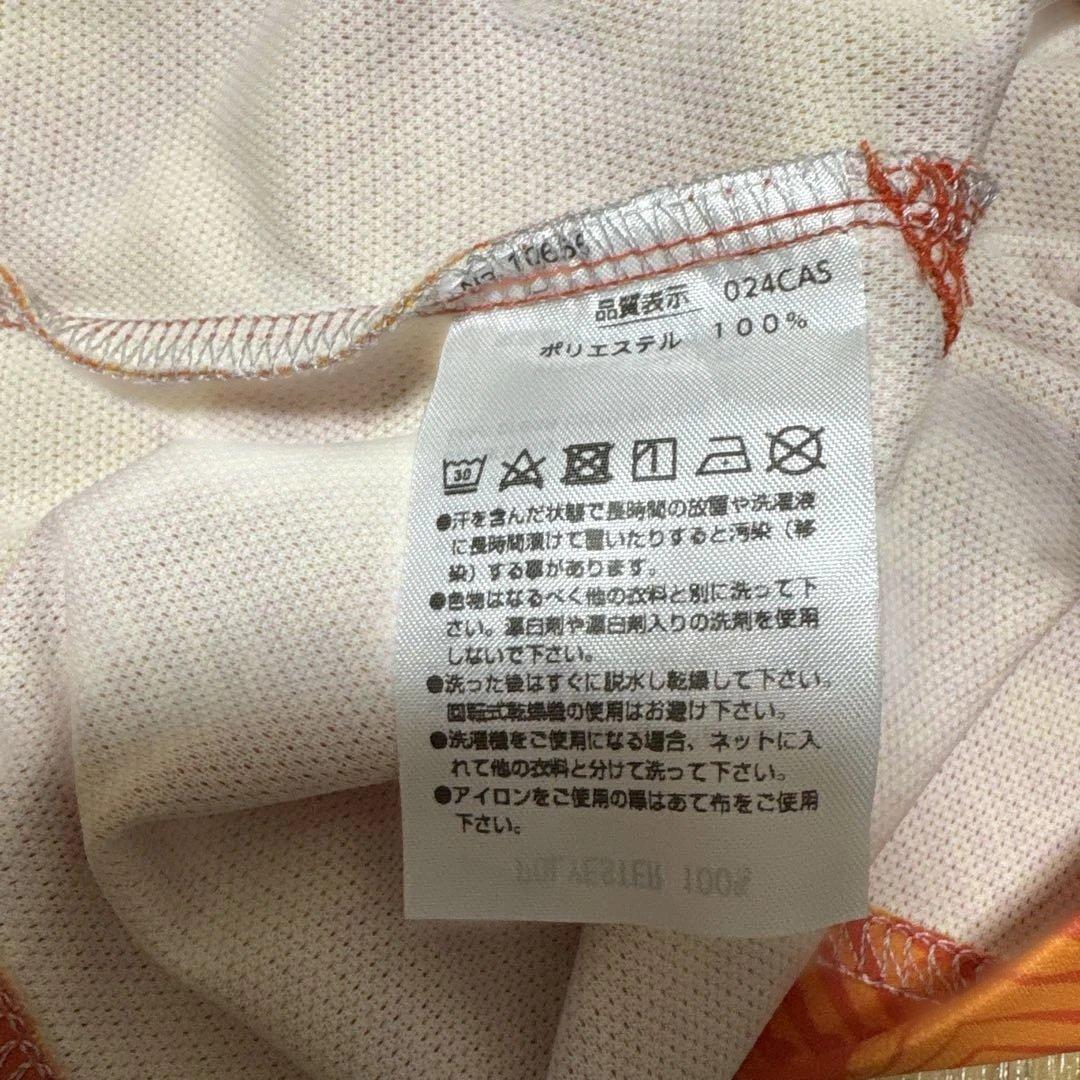 品質表示 024CAS
ポリエステル 100%
30
●汗を含んだ状態で長時間の放置や洗濯液
に長時間漬けて置いたりすると汚染(移
染)する事があります。
●色物はなるべく他の衣料と別に洗って下
さい。漂白剤や漂白剤入りの洗剤を使用
しないで下さい。
●洗った後はすぐに脱水し乾燥して下さい。
回転式乾燥機の使用はお避け下さい。
●洗濯機をご使用になる場合、ネットに入
れて他の衣料と分けて洗って下さい。
●アイロンをご使用の際はあて布をご使用
下さい。
POLYESTER 100%